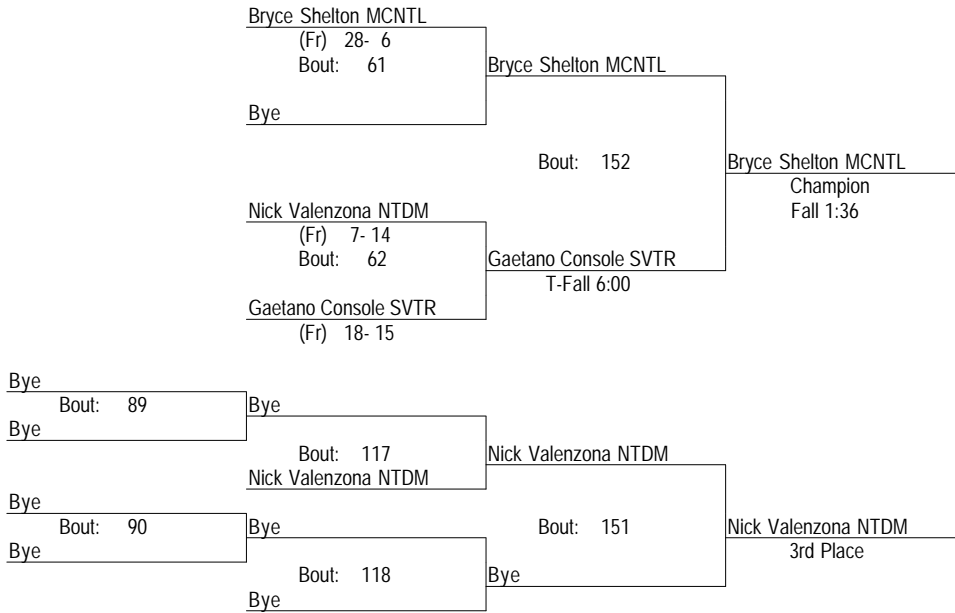 Bryce Shelton MCNTL
(Fr) 28- 6
Bout: 61
Bryce Shelton MCNTL
Bye
Bout: 152
Bryce Shelton MCNTL
Champion
Fall 1:36
Nick Valenzona NTDM
(Fr) 7- 14
Bout: 62
Gaetano Console SVTR
T-Fall 6:00
Gaetano Console SVTR
(Fr) 18- 15
Bye
Bout: 89
Bye
Bye
Bout: 117
Nick Valenzona NTDM
Nick Valenzona NTDM
Bye
Bout: 90
Bye
Bye
Bout: 151
Nick Valenzona NTDM
3rd Place
Bout: 118
Bye
Bye